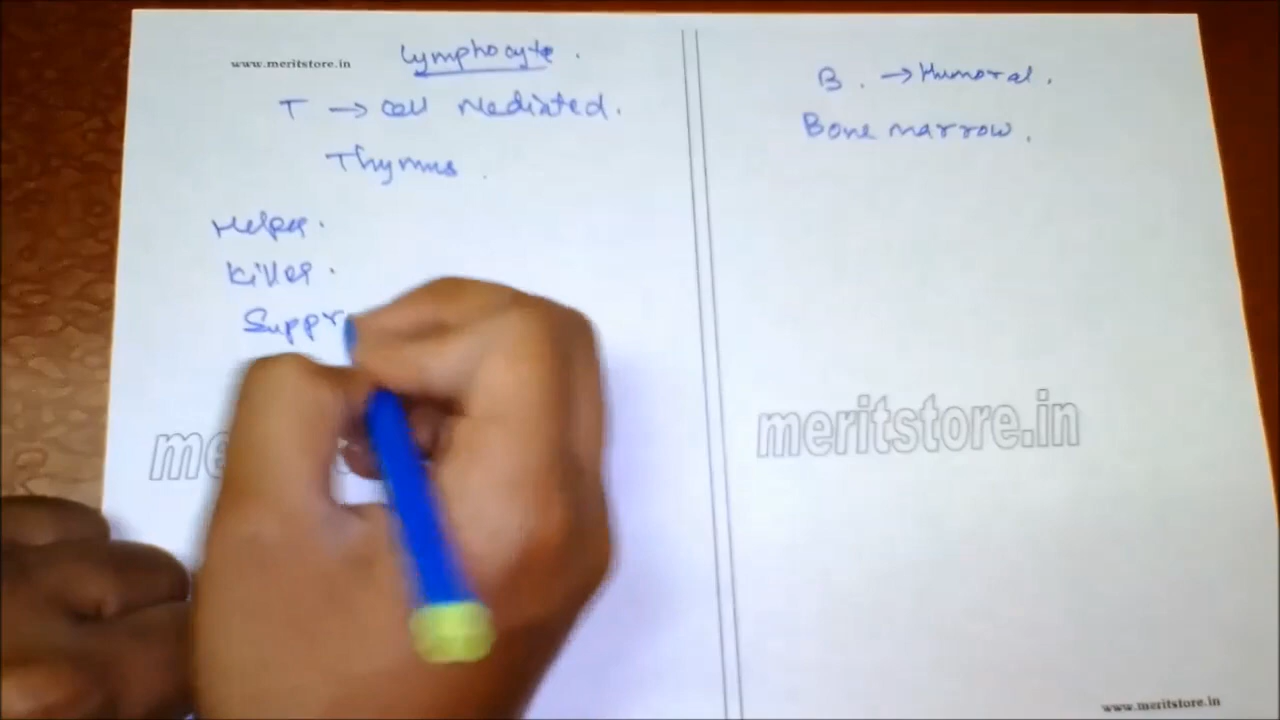 www.meritstore.in
Lymphocyte.
T → cell Mediated.
Thymus.
Helper.
Killer.
Suppr
B. → Humoral.
Bone marrow.
meritstore.in
www.meritstore.in